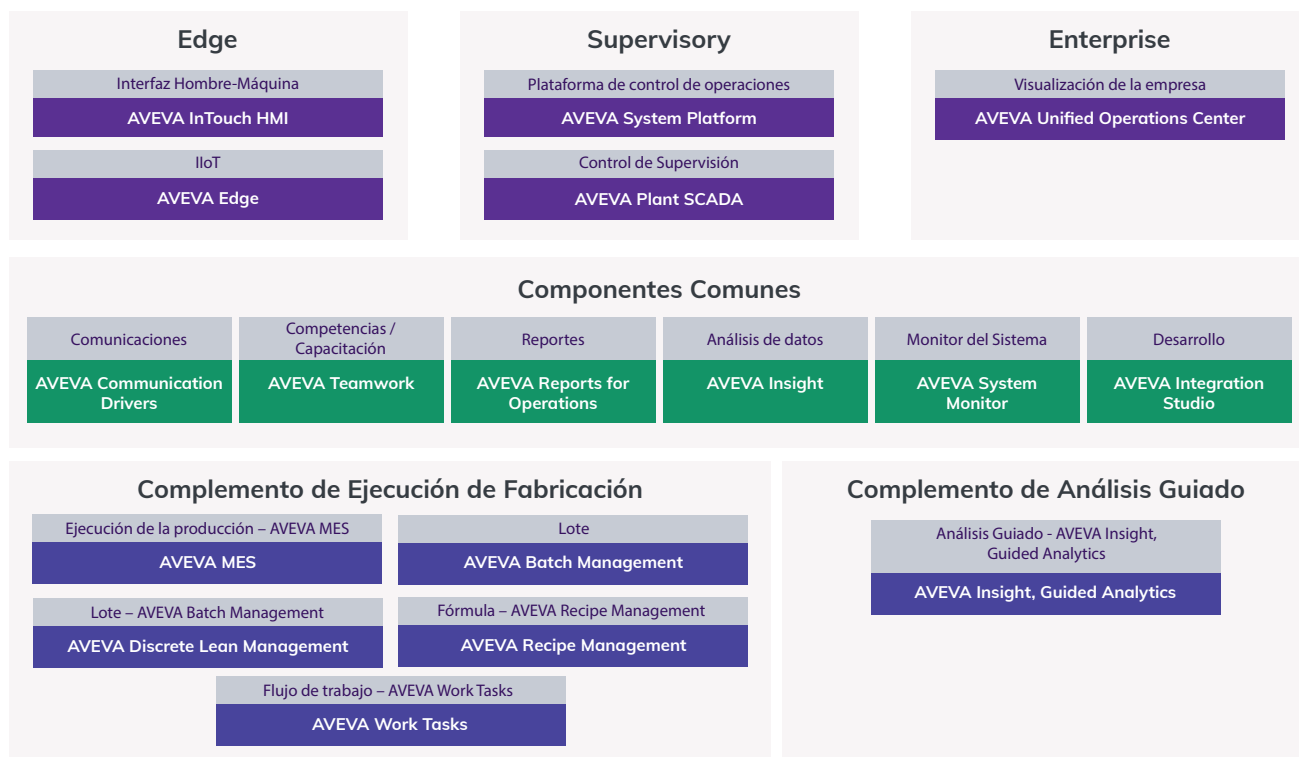 Edge
Interfaz Hombre-Máquina
AVEVA InTouch HMI
IIoT
AVEVA Edge
Supervisory
Plataforma de control de operaciones
AVEVA System Platform
Control de Supervisión
AVEVA Plant SCADA
Enterprise
Visualización de la empresa
AVEVA Unified Operations Center
Componentes Comunes
Comunicaciones
AVEVA Communication
Drivers
Competencias /
Capacitación
AVEVA Teamwork
Reportes
AVEVA Reports for
Operations
Análisis de datos
AVEVA Insight
Monitor del Sistema
AVEVA System
Monitor
Desarrollo
AVEVA Integration
Studio
Complemento de Ejecución de Fabricación
Ejecución de la producción – AVEVA MES
AVEVA MES
Lote
AVEVA Batch Management
Lote – AVEVA Batch Management
AVEVA Discrete Lean Management
Fórmula – AVEVA Recipe Management
AVEVA Recipe Management
Flujo de trabajo – AVEVA Work Tasks
AVEVA Work Tasks
Complemento de Análisis Guiado
Análisis Guiado - AVEVA Insight,
Guided Analytics
AVEVA Insight, Guided Analytics